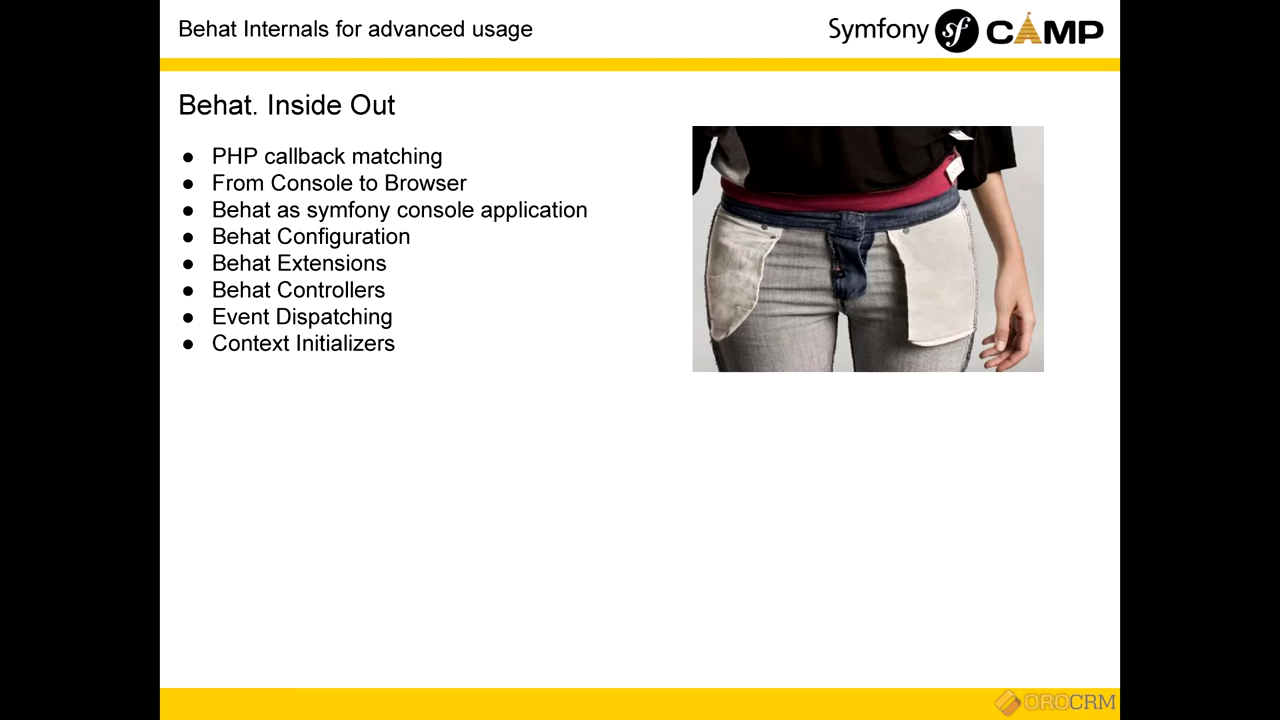 Behat Internals for advanced usage
Symfony sf CAMP
Behat. Inside Out
● PHP callback matching
● From Console to Browser
● Behat as symfony console application
● Behat Configuration
● Behat Extensions
● Behat Controllers
● Event Dispatching
● Context Initializers
OROCRM